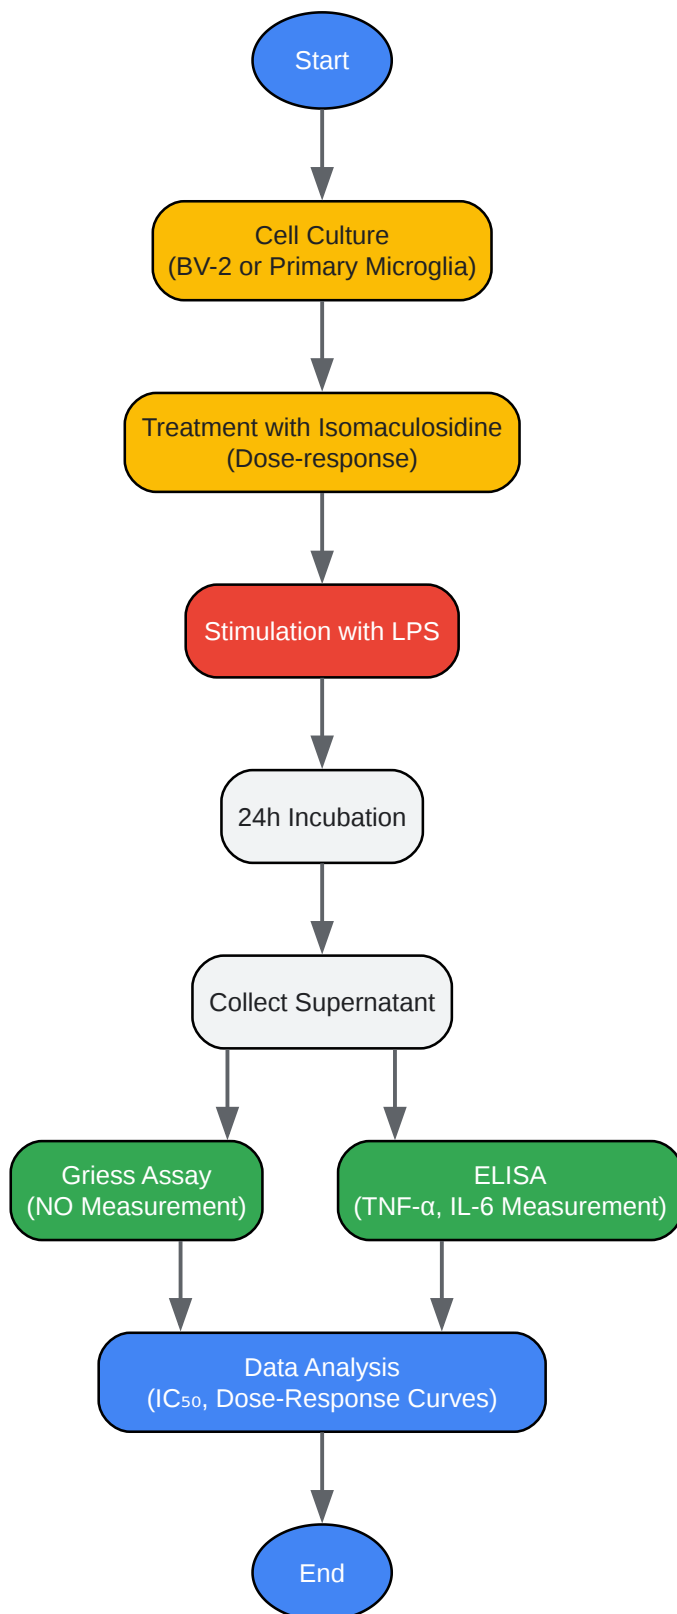 Start
Cell Culture
(BV-2 or Primary Microglia)
Treatment with Isomaculosidine
(Dose-response)
Stimulation with LPS
24h Incubation
Collect Supernatant
Griess Assay
(NO Measurement)
ELISA
(TNF-α, IL-6 Measurement)
Data Analysis
(IC₅₀, Dose-Response Curves)
End